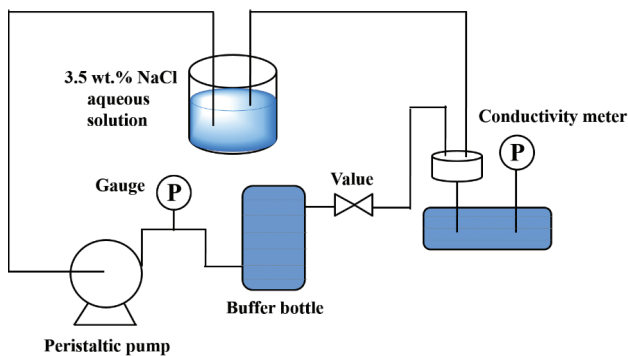 3.5 wt.% NaCl
aqueous
solution
Conductivity meter
P
Value
Gauge
P
Buffer bottle
Peristaltic pump